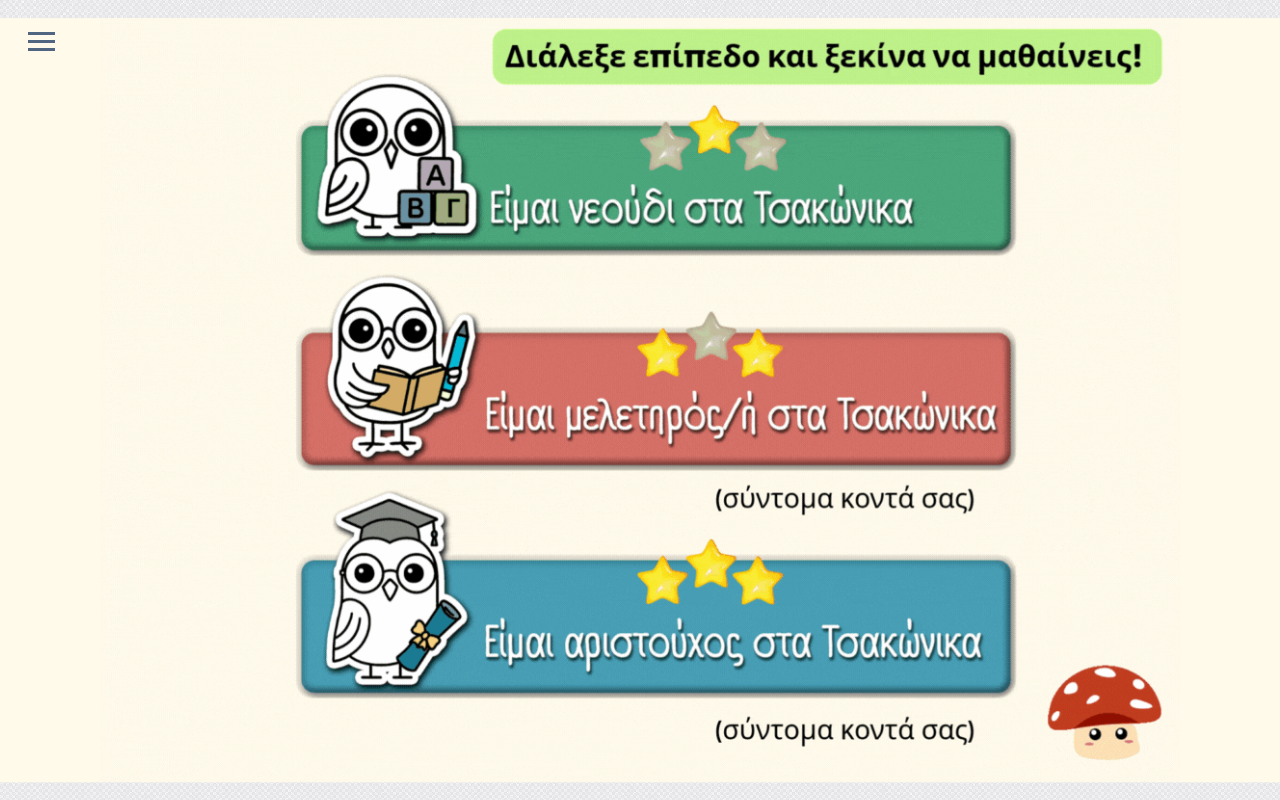 Διάλεξε επίπεδο και ξεκίνα να μαθαίνεις!
Α
Β Γ
Είμαι νεούδι στα Τσακώνικα
Είμαι μελετηρός/ή στα Τσακώνικα
(σύντομα κοντά σας)
Είμαι αριστούχος στα Τσακώνικα
(σύντομα κοντά σας)